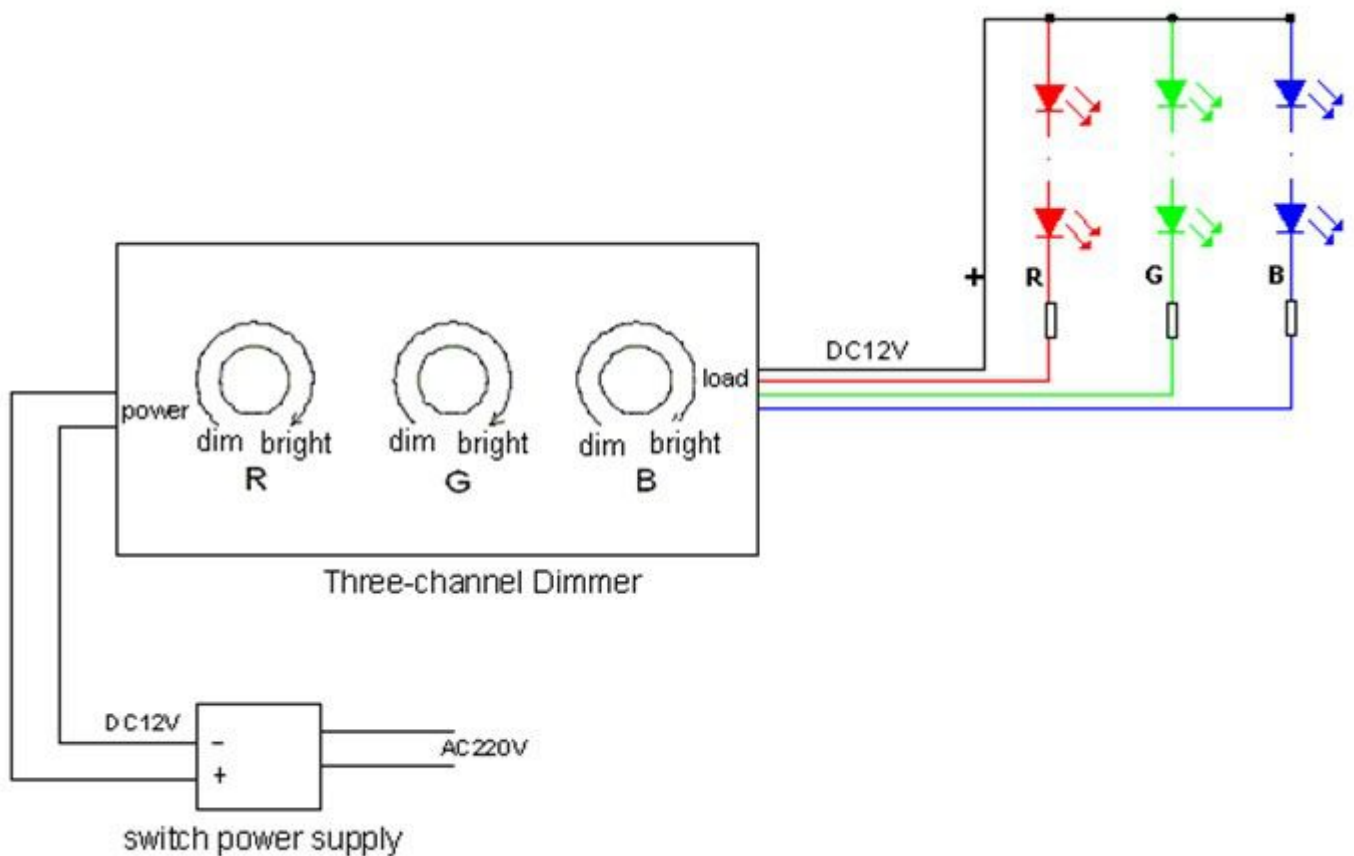 + R G B
DC12V
load
power
dim bright dim bright dim bright
R G B
Three-channel Dimmer
DC12V
-
AC220V
+
switch power supply